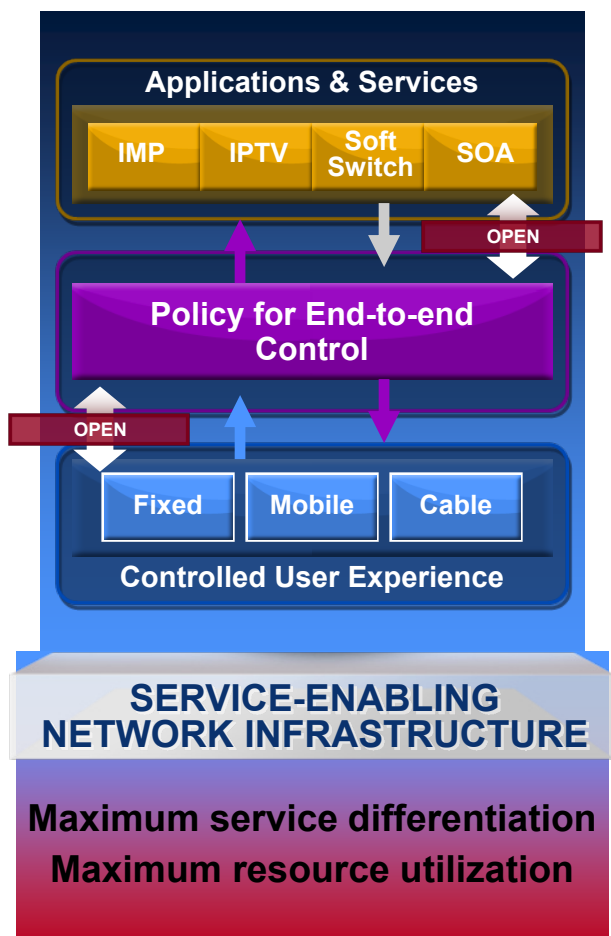 Applications & Services
IMP
IPTV
Soft
Switch
SOA
OPEN
Policy for End-to-end
Control
OPEN
Fixed
Mobile
Cable
Controlled User Experience
SERVICE-ENABLING
NETWORK INFRASTRUCTURE
Maximum service differentiation
Maximum resource utilization